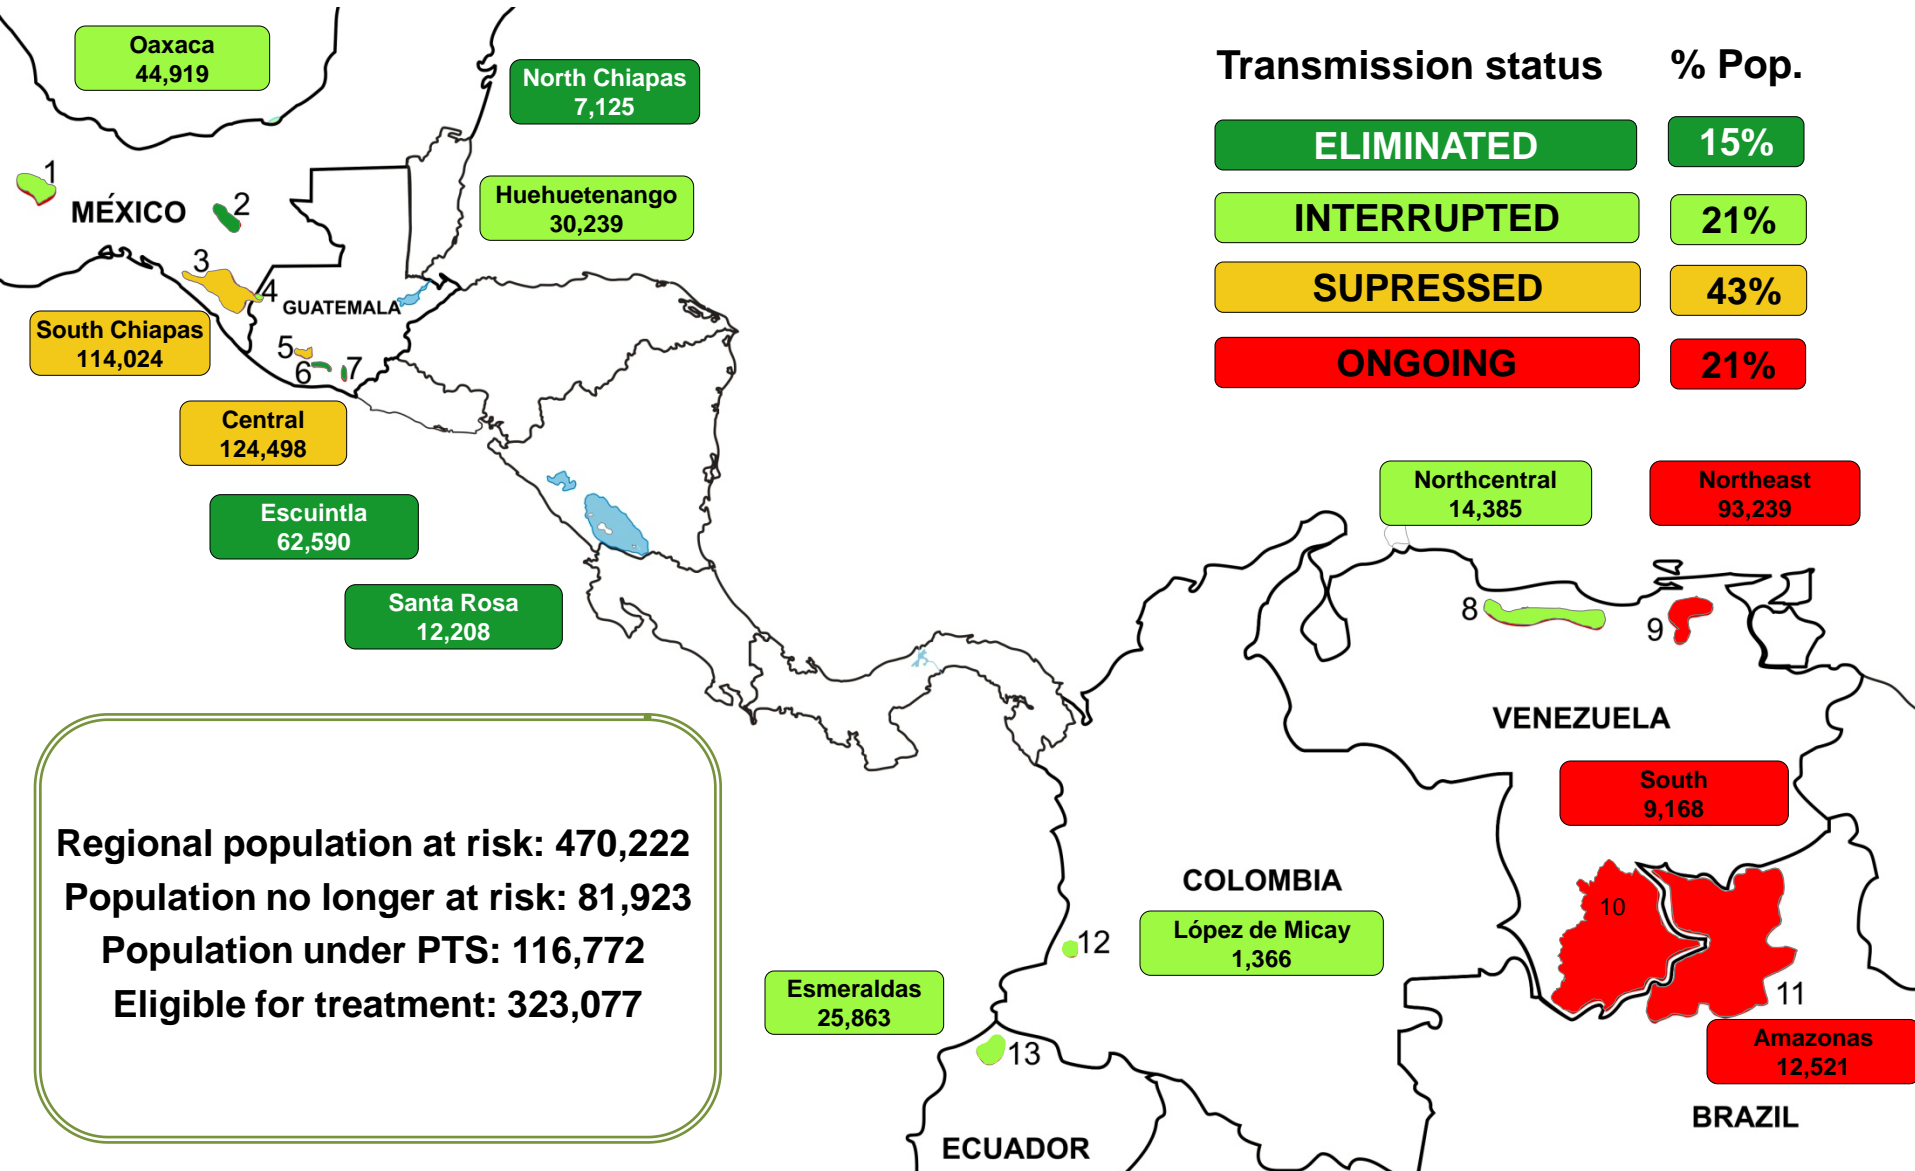 Oaxaca
44,919
North Chiapas
7,125
Transmission status
% Pop.
ELIMINATED
15%
INTERRUPTED
21%
SUPRESSED
43%
ONGOING
21%
1
MÉXICO
2
Huehuetenango
30,239
3
4
GUATEMALA
South Chiapas
114,024
5
6
7
Central
124,498
Escuintla
62,590
Santa Rosa
12,208
Northcentral
14,385
Northeast
93,239
8
9
VENEZUELA
South
9,168
Regional population at risk: 470,222
Population no longer at risk: 81,923
Population under PTS: 116,772
Eligible for treatment: 323,077
COLOMBIA
10
López de Micay
1,366
12
11
Esmeraldas
25,863
13
Amazonas
12,521
BRAZIL
ECUADOR